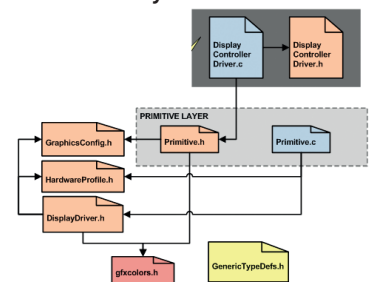 Display
Controller
Driver.c
Display
Controller
Driver.h
PRIMITIVE LAYER
GraphicsConfig.h
Primitive.h
Primitive.c
HardwareProfile.h
DisplayDriver.h
gfxcolors.h
GenericTypeDefs.h